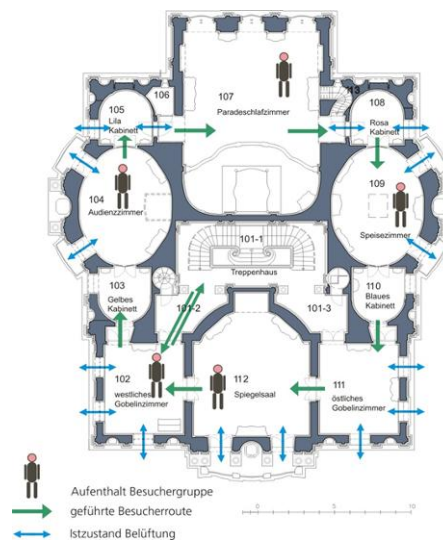 106
105
Lila
Kabinett
107
Paradeschlafzimmer
113
108
Rosa
Kabinett
104
Audienzzimmer
109
Speisezimmer
101-1
Treppenhaus
103
Gelbes
Kabinett
101-2
101-3
110
Blaues
Kabinett
102
westliches
Gobelinzimmer
112
Spiegelsaal
111
östliches
Gobelinzimmer
Aufenthalt Besuchergruppe
geführte Besucherroute
Istzustand Belüftung
0
5
10